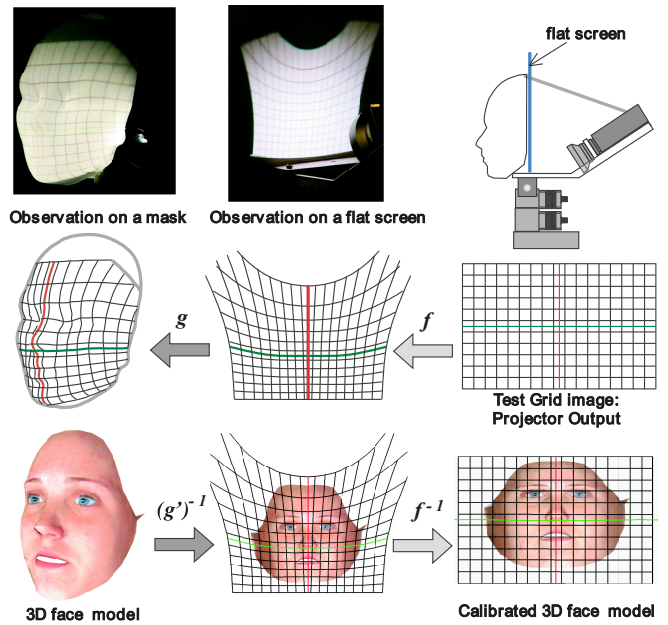 flat screen
Observation on a mask
Observation on a flat screen
g
f
Test Grid image:
Projector Output
(g')-1
f-1
3D face model
Calibrated 3D face model